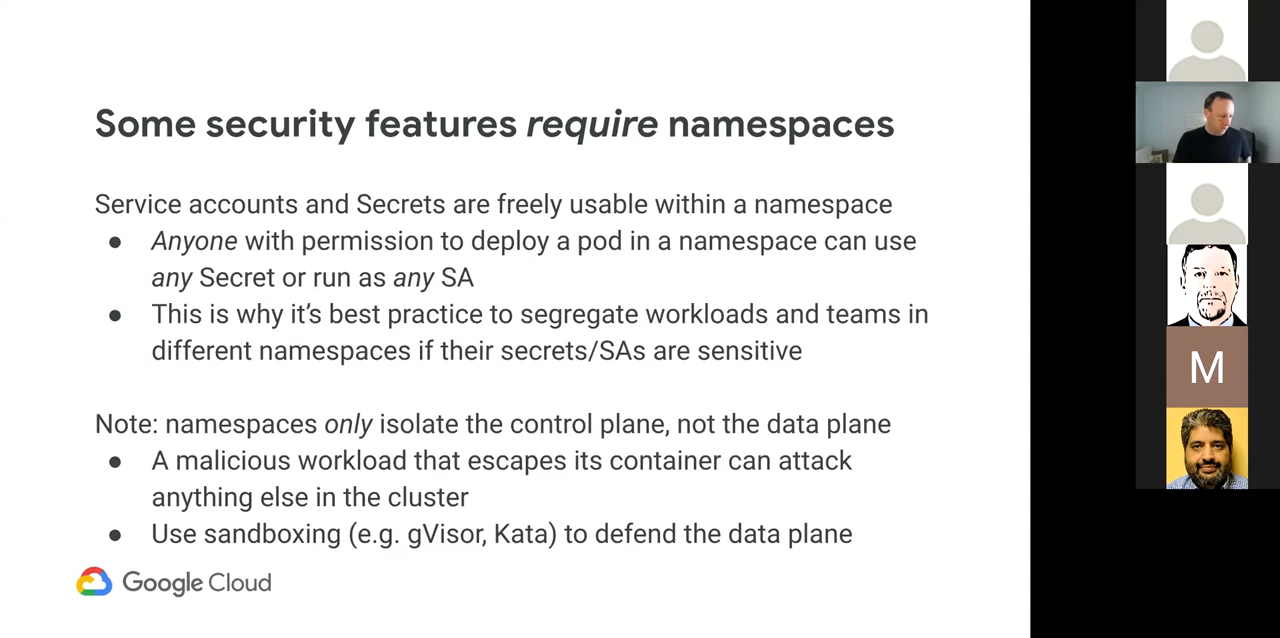 Some security features require namespaces
Service accounts and Secrets are freely usable within a namespace
● Anyone with permission to deploy a pod in a namespace can use
any Secret or run as any SA
● This is why it’s best practice to segregate workloads and teams in
different namespaces if their secrets/SAs are sensitive
Note: namespaces only isolate the control plane, not the data plane
● A malicious workload that escapes its container can attack
anything else in the cluster
● Use sandboxing (e.g. gVisor, Kata) to defend the data plane
Google Cloud
M